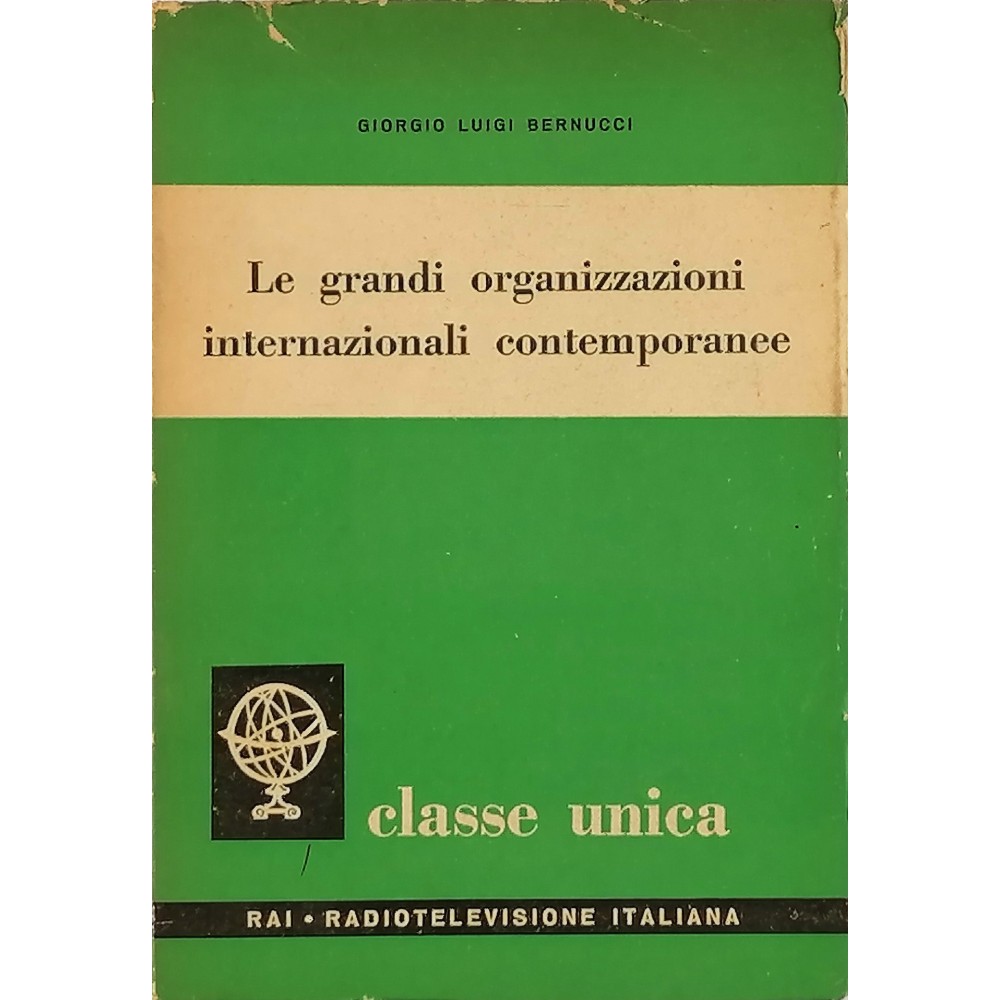 GIORGIO LUIGI BERNUCCI
Le grandi organizzazioni
internazionali contemporanee
classe unica
RAI • RADIOTELEVISIONE ITALIANA